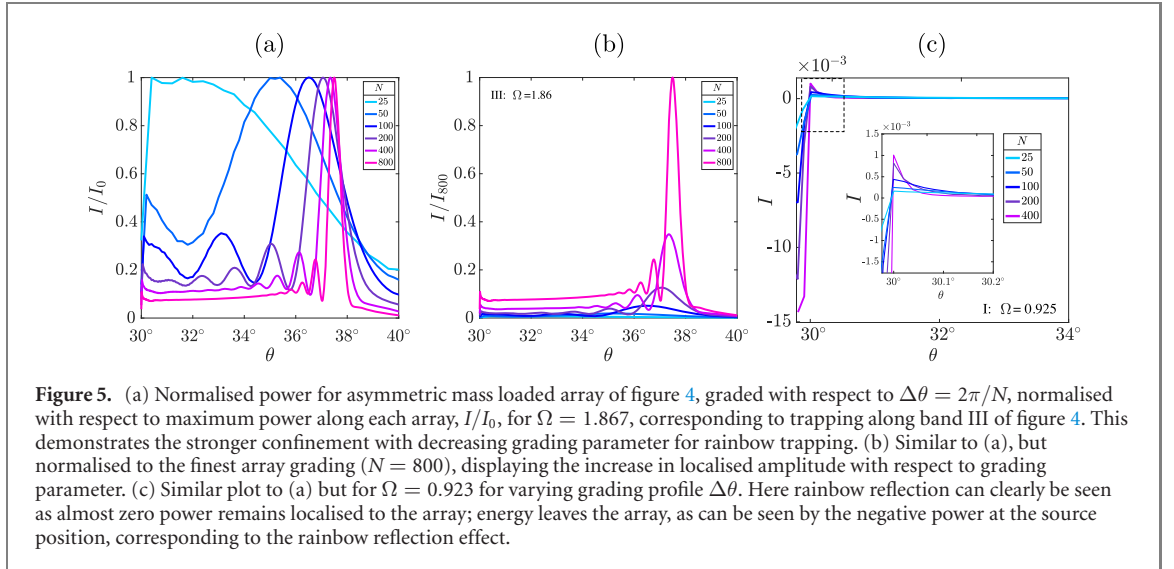 (a)
(b)
(c)
×10⁻³
1
0.8
0.6
0.4
0.2
0
I/I₀
30 32° 34° 36° 38° 40°
θ
N
25
50
100
200
400
800
1
0.8
0.6
0.4
0.2
0
I/I₈₀₀
30 32° 34° 36° 38° 40°
θ
III: Ω=1.86
N
25
50
100
200
400
800
0
-5
-10
-15
I
30° 32° 34°
θ
×10⁻³
1.5
1
0.5
0
-0.5
-1
-1.5
I
30° 30.1° 30.2°
θ
N
25
50
100
200
400
I: Ω = 0.925
Figure 5. (a) Normalised power for asymmetric mass loaded array of figure 4, graded with respect to Δθ = 2π/N, normalised
with respect to maximum power along each array, I/I₀, for Ω = 1.867, corresponding to trapping along band III of figure 4. This
demonstrates the stronger confinement with decreasing grading parameter for rainbow trapping. (b) Similar to (a), but
normalised to the finest array grading (N = 800), displaying the increase in localised amplitude with respect to grading
parameter. (c) Similar plot to (a) but for Ω = 0.923 for varying grading profile Δθ. Here rainbow reflection can clearly be seen
as almost zero power remains localised to the array; energy leaves the array, as can be seen by the negative power at the source
position, corresponding to the rainbow reflection effect.